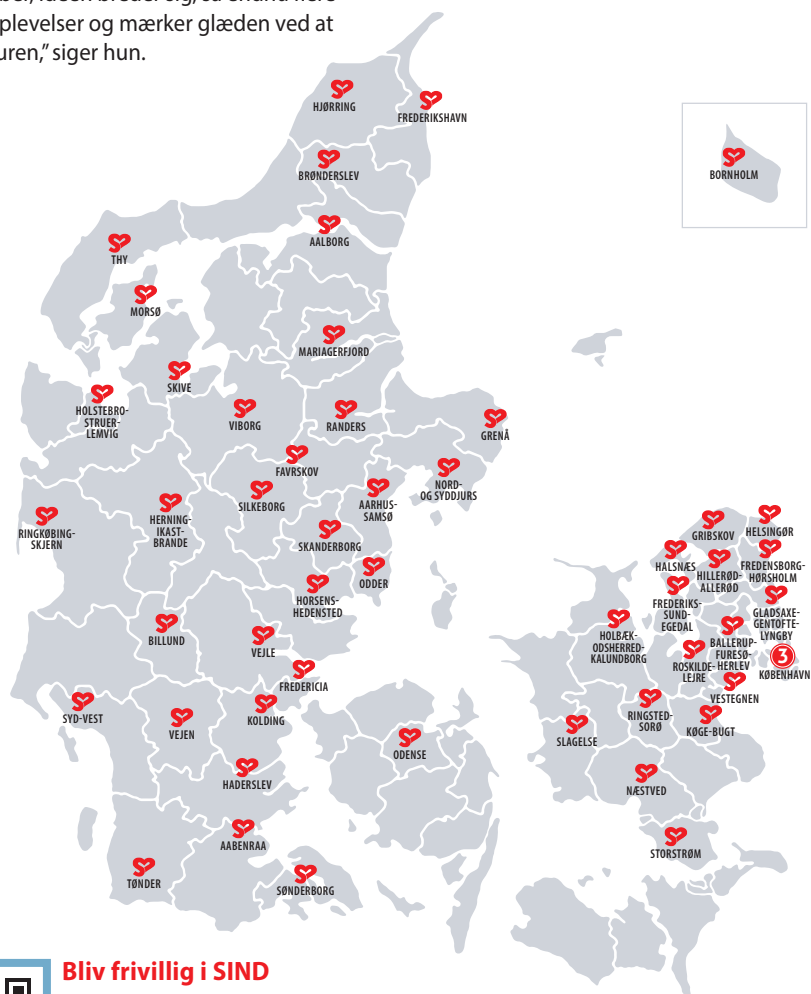 plevelser og mærker glæden ved at
uren," siger hun.
HJØRRING
FREDERIKSHAVN
BRØNDERSLEV
BORNHOLM
AALBORG
THY
MORSØ
MARIAGERFJORD
SKIVE
HOLSTEBRO-
STRUER-
LEMVIG
VIBORG
RANDERS
GRENÅ
FAVRSKOV
NORD-
OG SYDDJURS
SILKEBORG
AARHUS-
SAMSØ
RINGKØBING-
SKJERN
HERNING-
IKAST-
BRANDE
SKANDERBORG
ODDER
HORSENS-
HEDENSTED
BILLUND
VEJLE
FREDERICIA
SYD-VEST
VEJEN
KOLDING
HADERSLEV
AABENRAA
TØNDER
SØNDERBORG
ODENSE
GRIBSKOV
HELSINGØR
HALSNÆS
HILLERØD-
ALLERØD
FREDENSBORG-
HØRSHOLM
FREDERIKS-
SUND-
EGEDAL
GLADSAXE-
GENTOFTE-
LYNGBY
HOLBÆK-
ODSHERRED-
KALUNDBORG
BALLERUP-
FURESØ-
HERLEV
ROSKILDE-
LEJRE
3
KØBENHAVN
VESTEGNEN
RINGSTED-
SORØ
KØGE-BUGT
SLAGELSE
NÆSTVED
STORSTRØM
Bliv frivillig i SIND